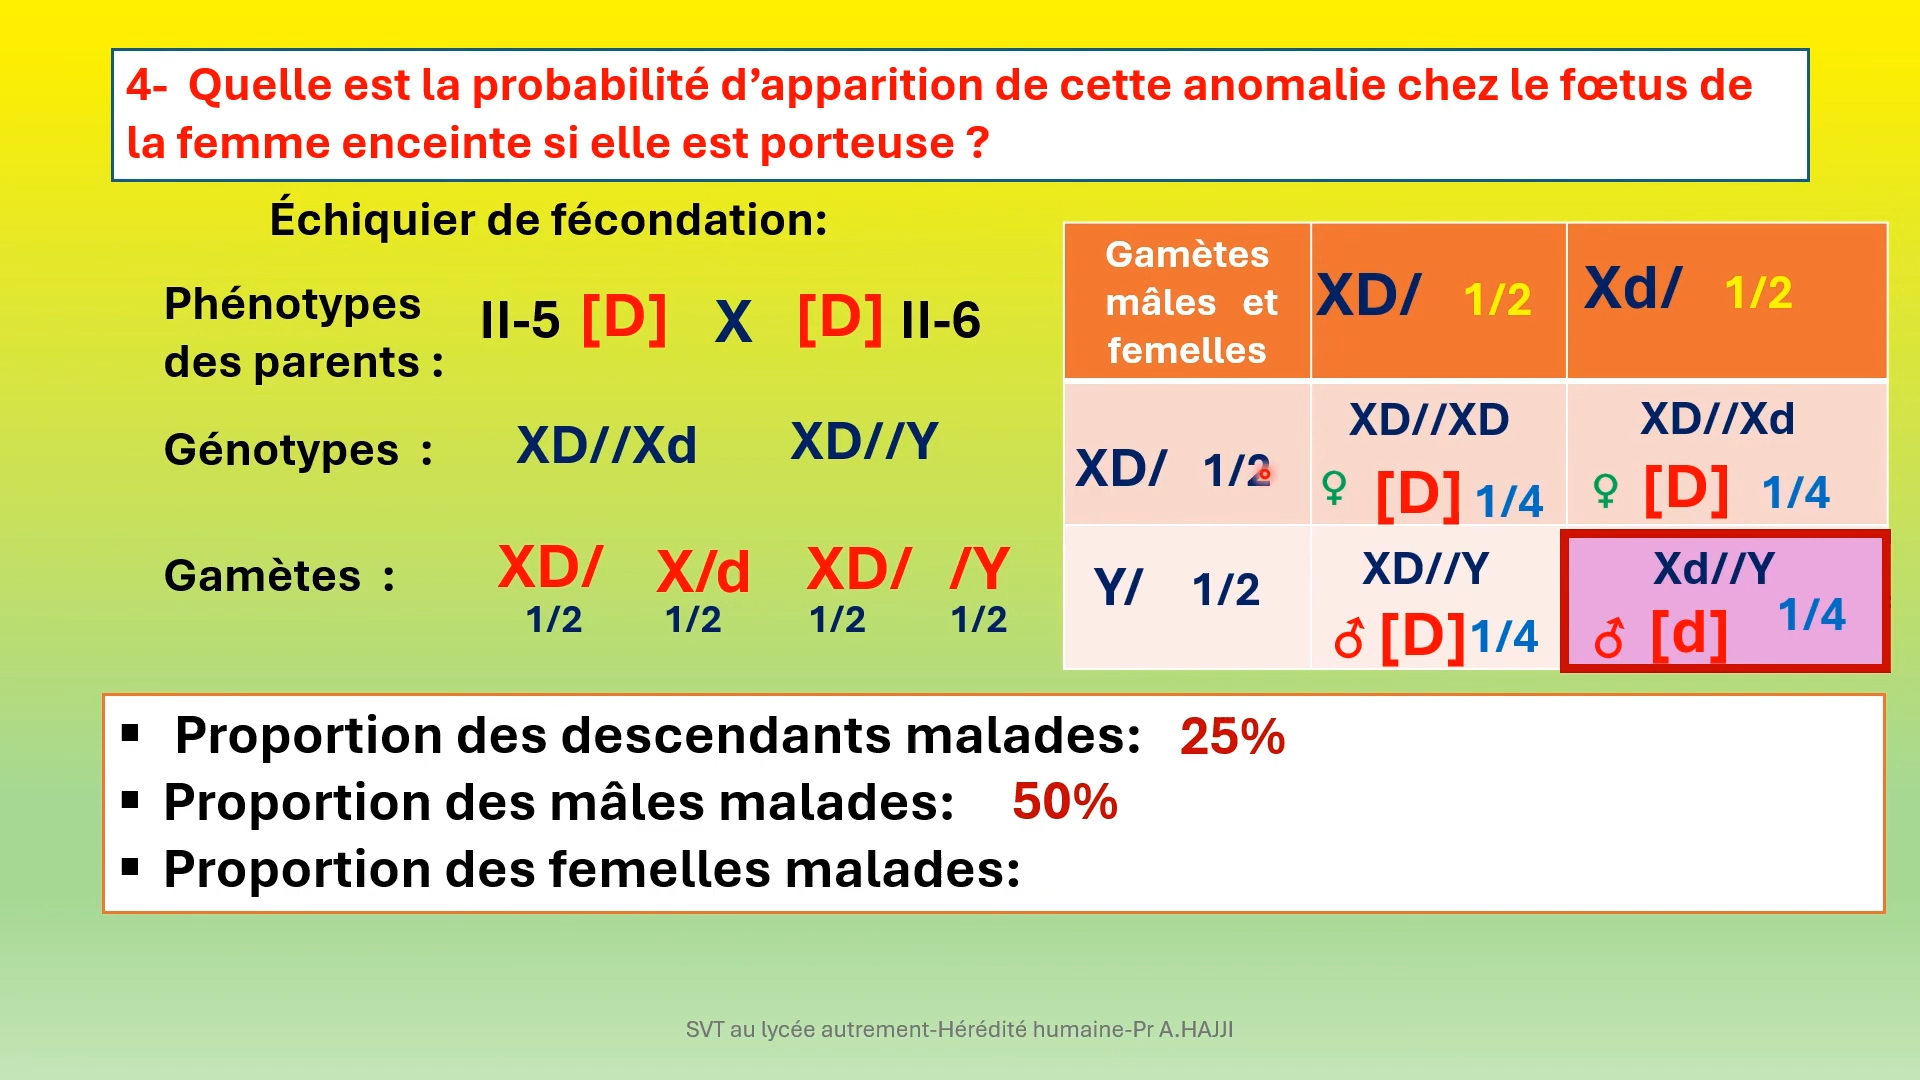 4- Quelle est la probabilité d’apparition de cette anomalie chez le fœtus de
la femme enceinte si elle est porteuse ?
Échiquier de fécondation:
Phénotypes
des parents :
II-5 [D] X [D] II-6
Génotypes :
XD//Xd XD//Y
Gamètes :
XD/ X/d XD/ /Y
1/2 1/2 1/2 1/2
Gamètes
mâles et
femelles
XD/ 1/2
Xd/ 1/2
XD/ 1/2
XD//XD
♀ [D] 1/4
XD//Xd
♀ [D] 1/4
Y/ 1/2
XD//Y
♂ [D] 1/4
Xd//Y
♂ [d] 1/4
▪ Proportion des descendants malades: 25%
▪ Proportion des mâles malades: 50%
▪ Proportion des femelles malades:
SVT au lycée autrement-Hérédité humaine-Pr A.HAJJI